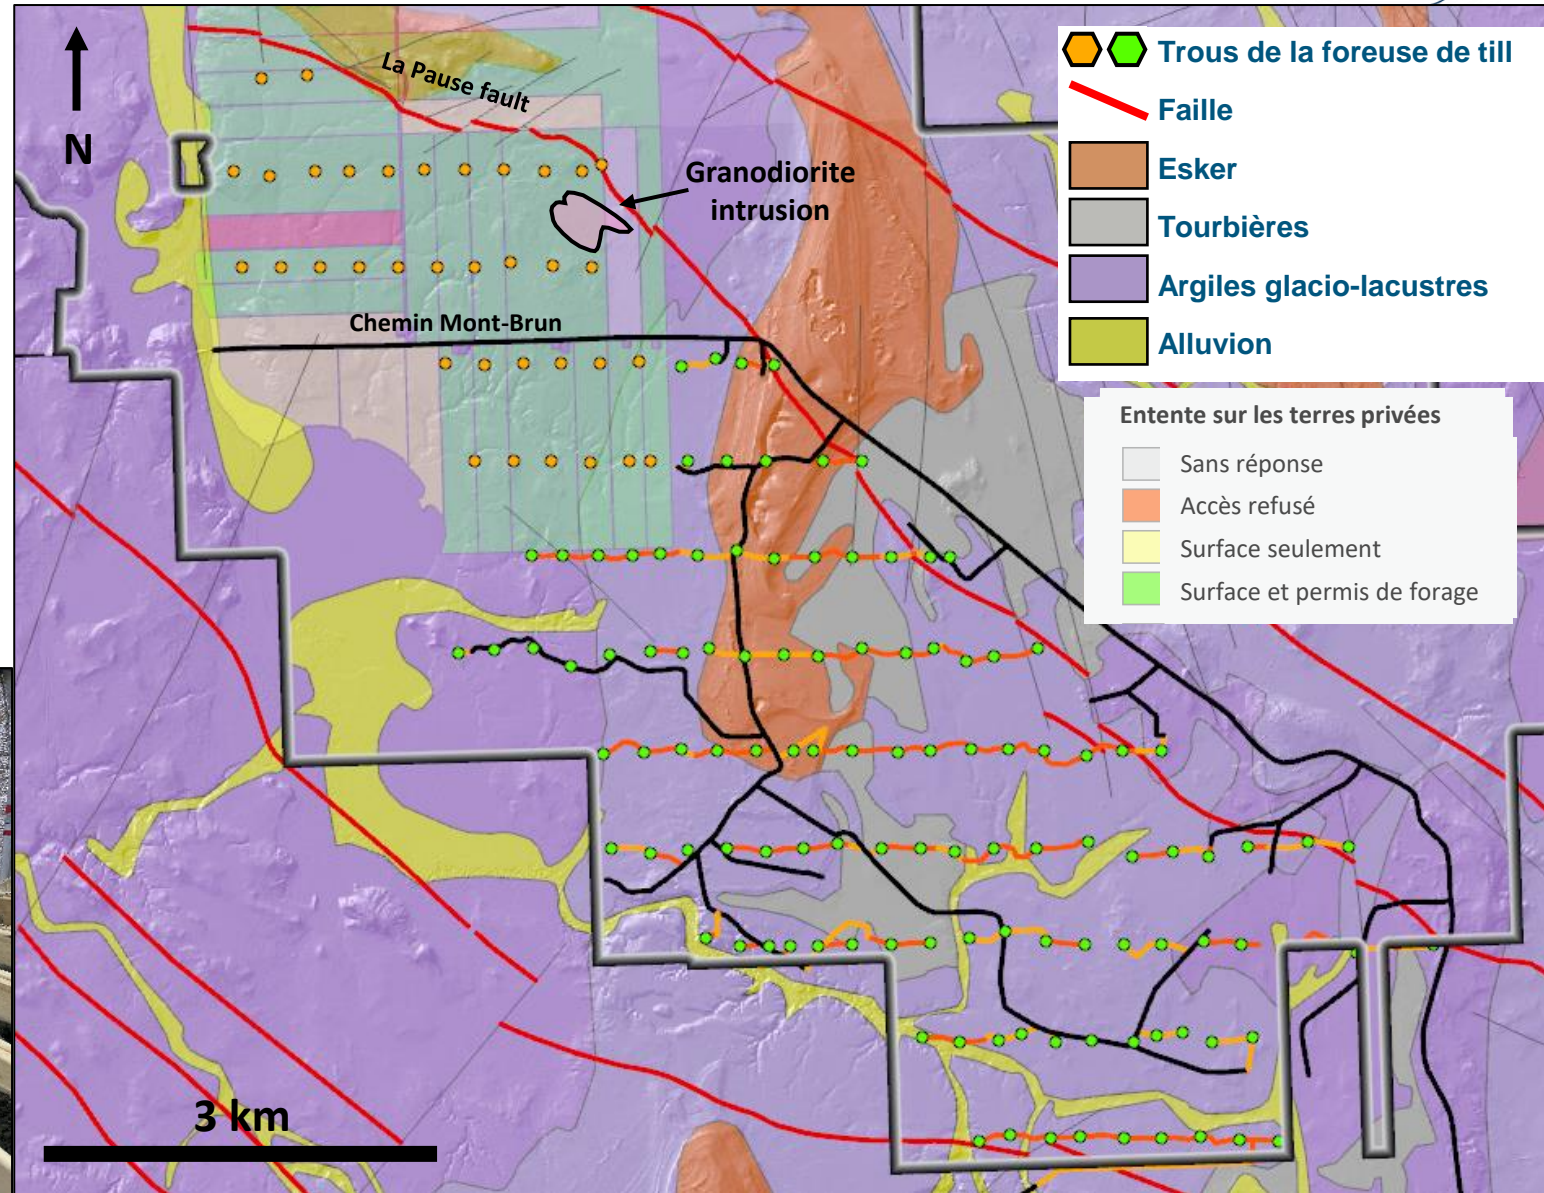 N
La Pause fault
Granodiorite
intrusion
Chemin Mont-Brun
3 km
Trous de la foreuse de till
Faille
Esker
Tourbières
Argiles glacio-lacustres
Alluvion
Entente sur les terres privées
Sans réponse
Accès refusé
Surface seulement
Surface et permis de forage